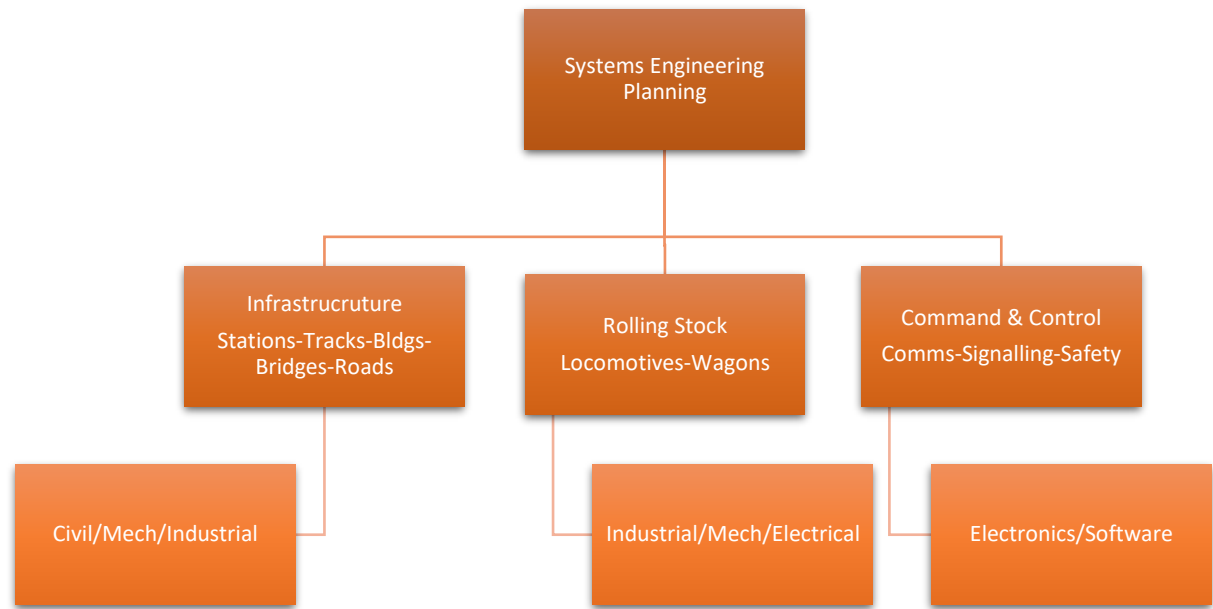 Systems Engineering
Planning
Infrastrucruture
Stations-Tracks-Bldgs-
Bridges-Roads
Rolling Stock
Locomotives-Wagons
Command & Control
Comms-Signalling-Safety
Civil/Mech/Industrial
Industrial/Mech/Electrical
Electronics/Software